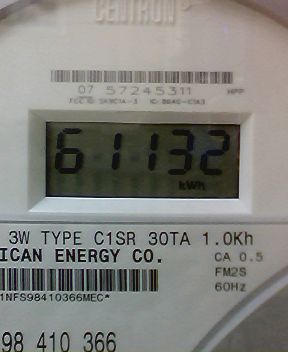 CENTRON
07 57245311 HPP
61132
kWh
3W TYPE C1SR 30TA 1.0Kh
ICAN ENERGY CO.
CA 0.5
FM2S
60Hz
1NFS98410366MEC*
98 410 366